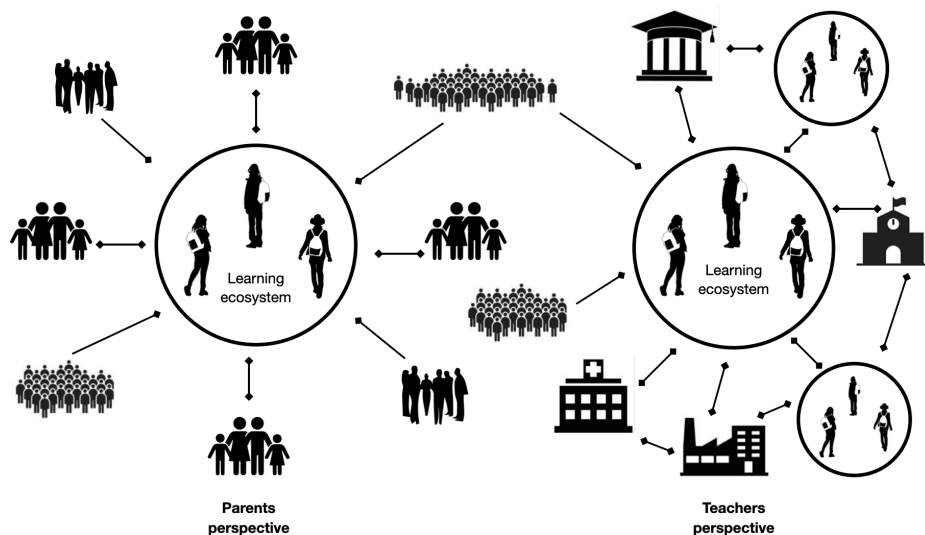 Learning
ecosystem
Learning
ecosystem
Parents
perspective
Teachers
perspective